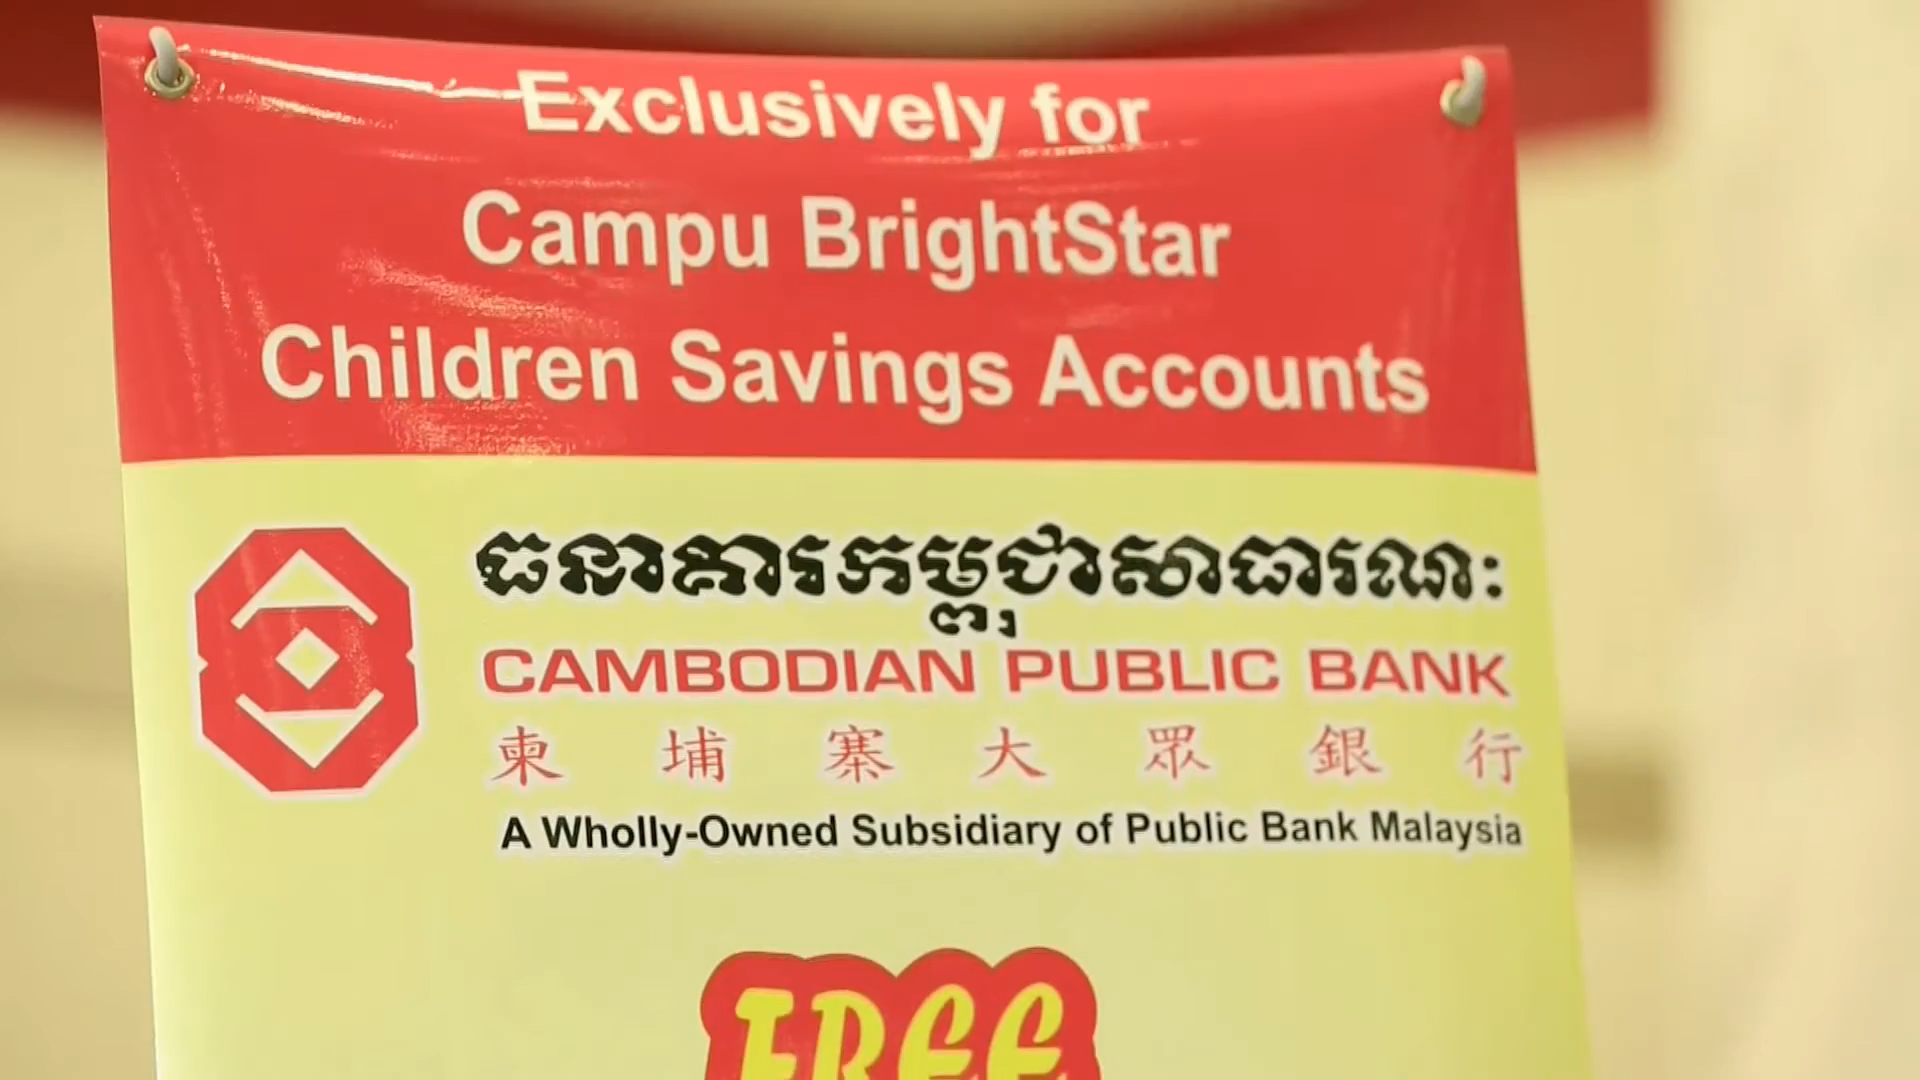 Exclusively for
Campu BrightStar
Children Savings Accounts
ធនាគារកម្ពុជាសាធារណៈ
CAMBODIAN PUBLIC BANK
柬埔寨大眾銀行
A Wholly-Owned Subsidiary of Public Bank Malaysia
FREE